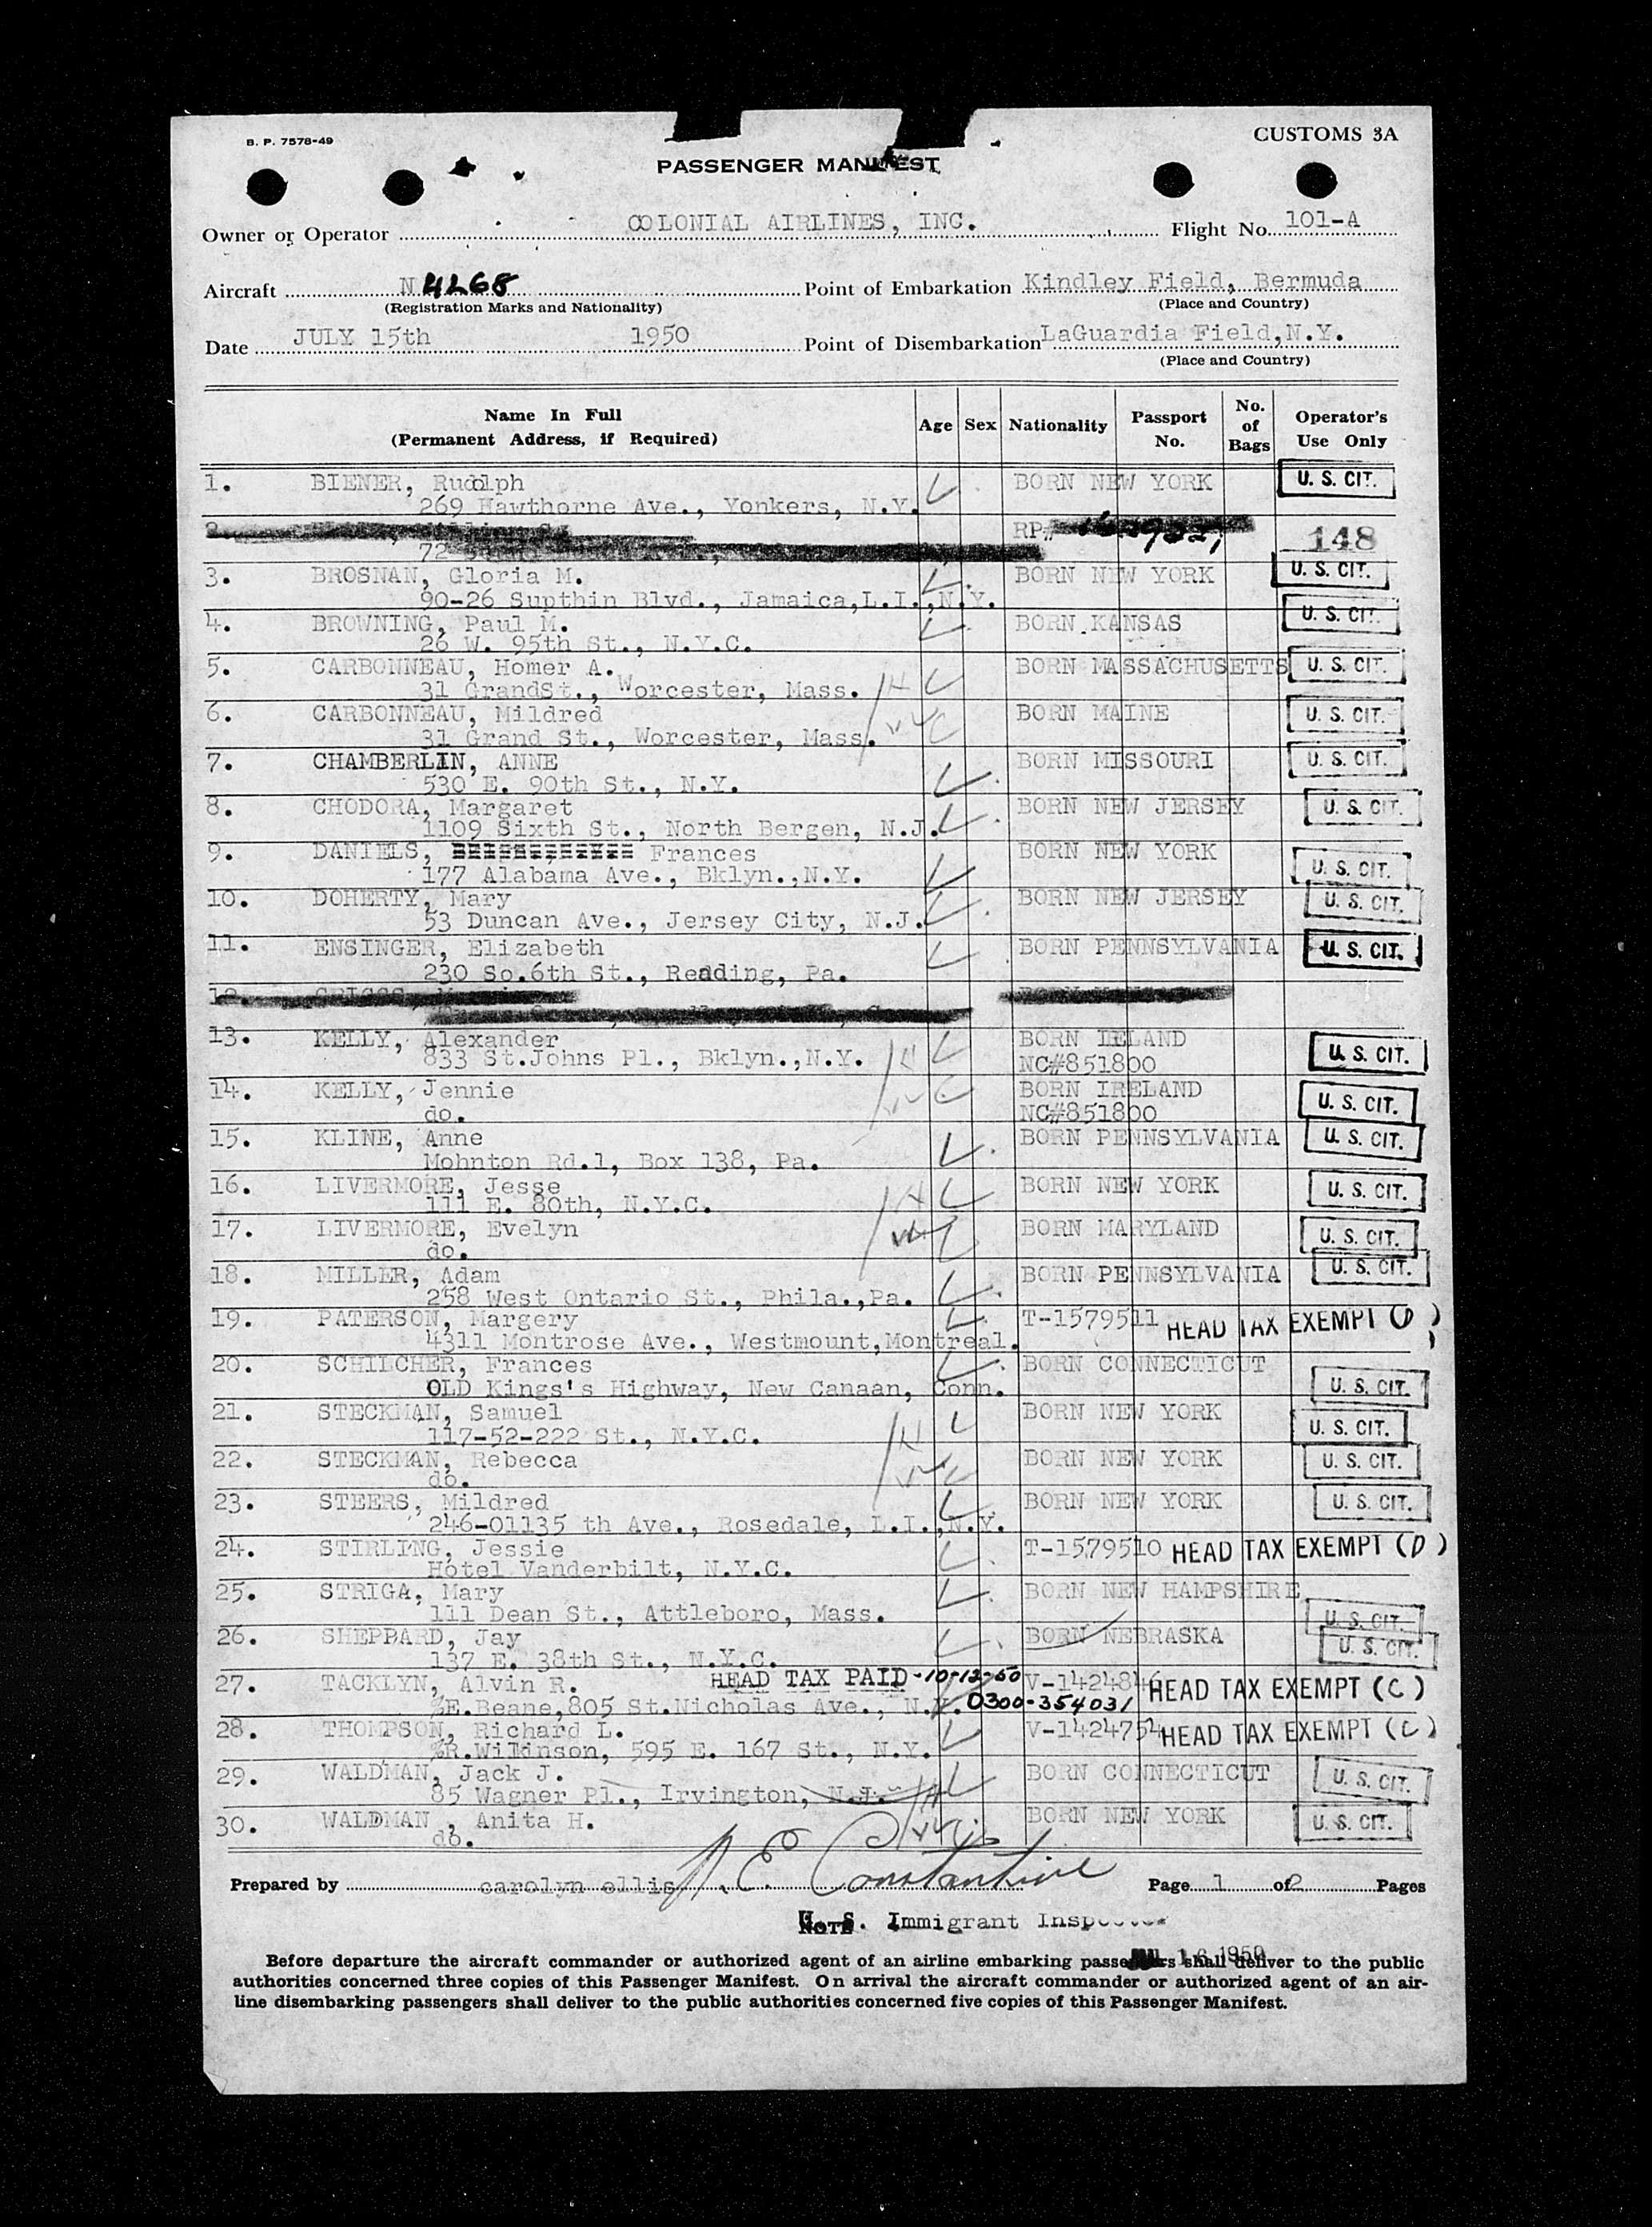 B. P. 7578-49
CUSTOMS 3A
PASSENGER MANIFEST
Owner or Operator COLONIAL AIRLINES, INC. Flight No. 101-A
Aircraft N 4268 Point of Embarkation Kindley Field, Bermuda
(Registration Marks and Nationality) (Place and Country)
Date JULY 15th 1950 Point of Disembarkation LaGuardia Field,N.Y.
(Place and Country)
Name In Full (Permanent Address, if Required) Age Sex Nationality Passport No. No. of Bags Operator's Use Only
1. BIENER, Rudolph BORN NEW YORK U. S. CIT.
269 Hawthorne Ave., Yonkers, N.Y.
2. RP# 148
72
3. BROSNAN, Gloria M. BORN NEW YORK U. S. CIT.
90-26 Supthin Blvd., Jamaica,L.I.,N.Y.
4. BROWNING, Paul M. BORN KANSAS U. S. CIT.
26 W. 95th St., N.Y.C.
5. CARBONNEAU, Homer A. BORN MASSACHUSETTS U. S. CIT.
31 GrandSt., Worcester, Mass. H
6. CARBONNEAU, Mildred BORN MAINE U. S. CIT.
31 Grand St., Worcester, Mass. W
7. CHAMBERLIN, ANNE BORN MISSOURI U. S. CIT.
530 E. 90th St., N.Y.
8. CHODORA, Margaret BORN NEW JERSEY U. S. CIT.
1109 Sixth St., North Bergen, N.J.
9. DANIELS, Frances BORN NEW YORK U. S. CIT.
177 Alabama Ave., Bklyn.,N.Y.
10. DOHERTY, Mary BORN NEW JERSEY U. S. CIT.
53 Duncan Ave., Jersey City, N.J.
11. ENSINGER, Elizabeth BORN PENNSYLVANIA U. S. CIT.
230 So.6th St., Reading, Pa.
12.
13. KELLY, Alexander BORN IELAND U. S. CIT.
833 St.Johns Pl., Bklyn.,N.Y. H NC#851800
14. KELLY, Jennie BORN IRELAND U. S. CIT.
do. W NC#851800
15. KLINE, Anne BORN PENNSYLVANIA U. S. CIT.
Mohnton Rd.1, Box 138, Pa.
16. LIVERMORE, Jesse BORN NEW YORK U. S. CIT.
111 E. 80th, N.Y.C. H
17. LIVERMORE, Evelyn BORN MARYLAND U. S. CIT.
do. W
18. MILLER, Adam BORN PENNSYLVANIA U. S. CIT.
258 West Ontario St., Phila.,Pa.
19. PATERSON, Margery T-1579511 HEAD TAX EXEMPT (D)
4311 Montrose Ave., Westmount,Montreal.
20. SCHILCHER, Frances BORN CONNECTICUT U. S. CIT.
OLD Kings's Highway, New Canaan, Conn.
21. STECKMAN, Samuel BORN NEW YORK U. S. CIT.
117-52-222 St., N.Y.C. H
22. STECKMAN, Rebecca BORN NEW YORK U. S. CIT.
do. W
23. STEERS, Mildred BORN NEW YORK U. S. CIT.
246-01135 th Ave., Rosedale, L.I.,N.Y.
24. STIRLING, Jessie T-1579510 HEAD TAX EXEMPT (D)
Hotel Vanderbilt, N.Y.C.
25. STRIGA, Mary BORN NEW HAMPSHIRE U. S. CIT.
111 Dean St., Attleboro, Mass.
26. SHEPPARD, Jay BORN NEBRASKA U. S. CIT.
137 E. 38th St., N.Y.C.
27. TACKLYN, Alvin R. HEAD TAX PAID-10-12-50 V-1424846 HEAD TAX EXEMPT (C)
%E.Beane,805 St.Nicholas Ave., N.Y. 0300-354031
28. THOMPSON, Richard L. V-1424754 HEAD TAX EXEMPT (C)
%R.Wilkinson, 595 E. 167 St., N.Y.
29. WALDMAN, Jack J. BORN CONNECTICUT U. S. CIT.
85 Wagner Pl., Irvington, N.J. H
30. WALDMAN , Anita H. BORN NEW YORK U. S. CIT.
do. W
Prepared by carolyn ellis E Constantine Page 1 of 2 Pages
U. S. Immigrant Inspector
NOTE
16 1950
Before departure the aircraft commander or authorized agent of an airline embarking passengers shall deliver to the public
authorities concerned three copies of this Passenger Manifest. On arrival the aircraft commander or authorized agent of an air-
line disembarking passengers shall deliver to the public authorities concerned five copies of this Passenger Manifest.